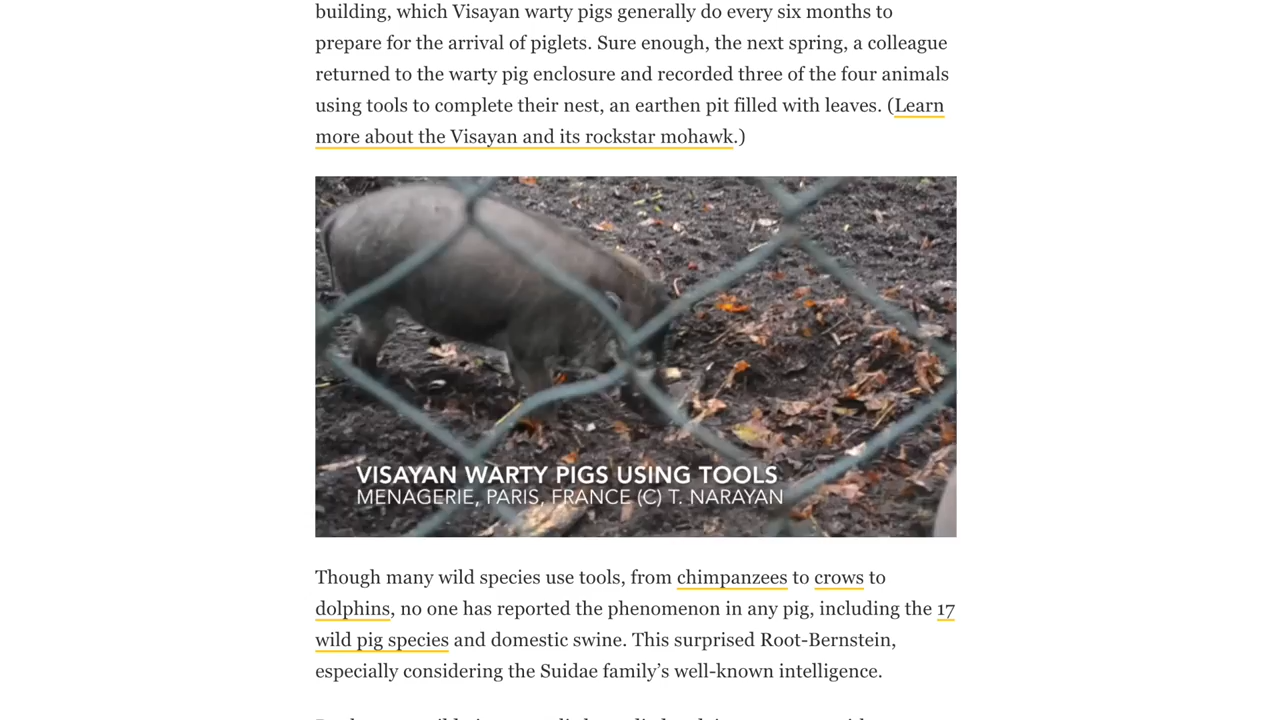 building, which Visayan warty pigs generally do every six months to
prepare for the arrival of piglets. Sure enough, the next spring, a colleague
returned to the warty pig enclosure and recorded three of the four animals
using tools to complete their nest, an earthen pit filled with leaves. (Learn
more about the Visayan and its rockstar mohawk.)
VISAYAN WARTY PIGS USING TOOLS
MENAGERIE, PARIS, FRANCE (C) T. NARAYAN
Though many wild species use tools, from chimpanzees to crows to
dolphins, no one has reported the phenomenon in any pig, including the 17
wild pig species and domestic swine. This surprised Root-Bernstein,
especially considering the Suidae family’s well-known intelligence.